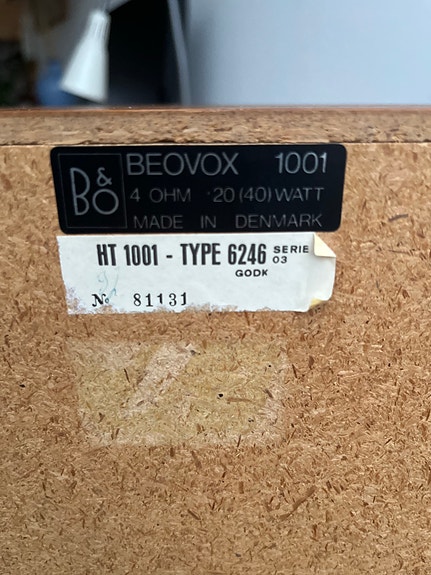 B&O
BEOVOX 1001
4 OHM 20 (40) WATT
MADE IN DENMARK
HT 1001 - TYPE 6246 SERIE 03
GODK
No 81131